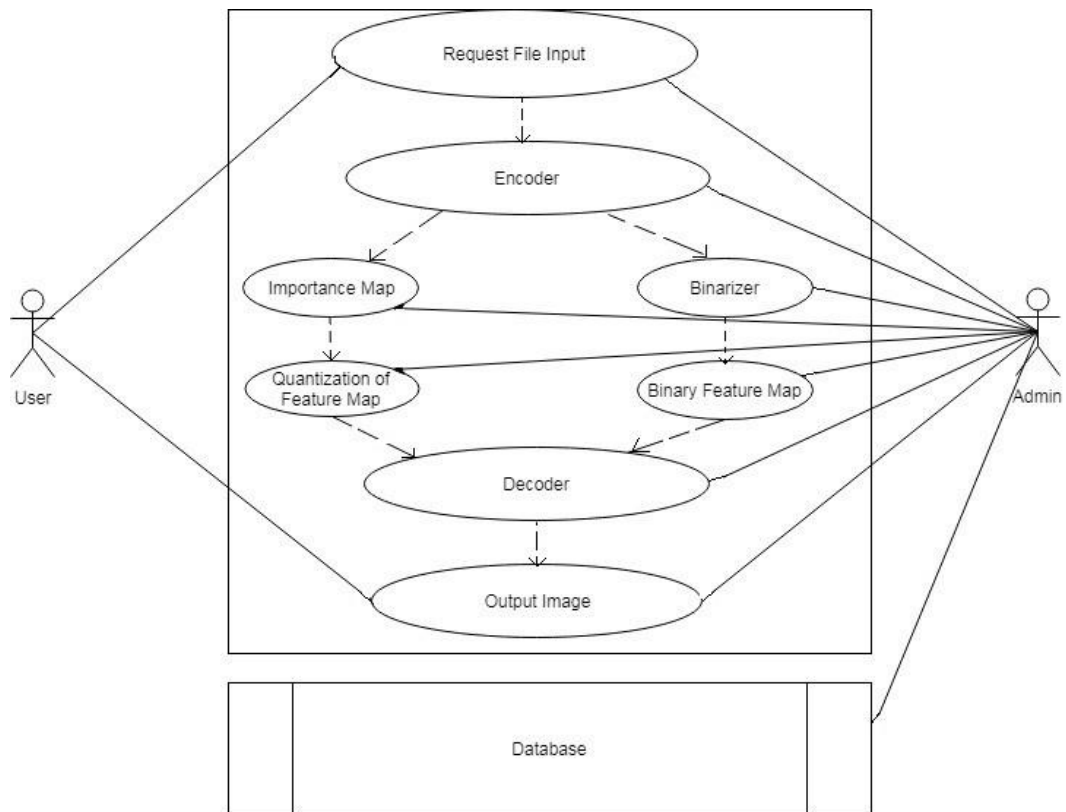 Request File Input
Encoder
Importance Map
Binarizer
User
Admin
Quantization of
Feature Map
Binary Feature Map
Decoder
Output Image
Database